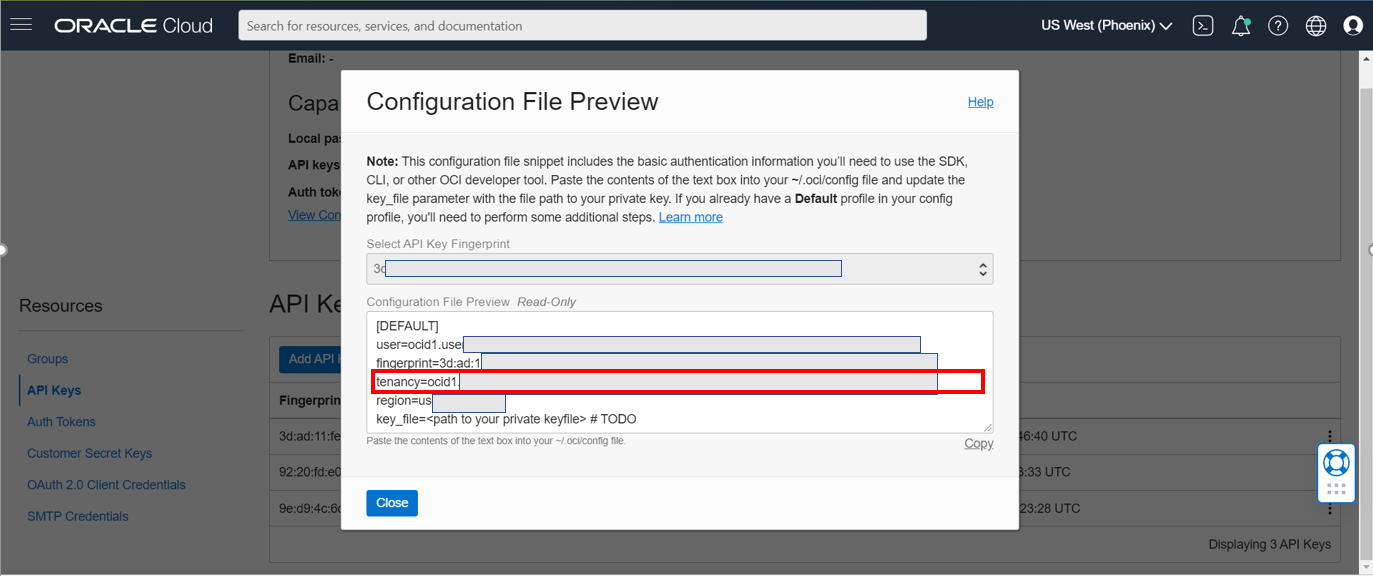 ORACLE Cloud
Search for resources, services, and documentation
US West (Phoenix)
Email: -
Capa
Local pas
API keys
Auth tok
View Con
Configuration File Preview
Help
Note: This configuration file snippet includes the basic authentication information you'll need to use the SDK,
CLI, or other OCI developer tool. Paste the contents of the text box into your ~/.oci/config file and update the
key_file parameter with the file path to your private key. If you already have a Default profile in your config
profile, you'll need to perform some additional steps. Learn more
Select API Key Fingerprint
3d
Configuration File Preview Read-Only
[DEFAULT]
user=ocid1.user
fingerprint=3d:ad:1
tenancy=ocid1.
region=us
key_file=<path to your private keyfile> # TODO
Paste the contents of the text box into your ~/.oci/config file.
Copy
Close
Resources
Groups
API Keys
Auth Tokens
Customer Secret Keys
OAuth 2.0 Client Credentials
SMTP Credentials
API Ke
Add API
Fingerprin
3d:ad:11:fe
46:40 UTC
92:20:fd:e0
3:33 UTC
9e:d9:4c:6c
23:28 UTC
Displaying 3 API Keys